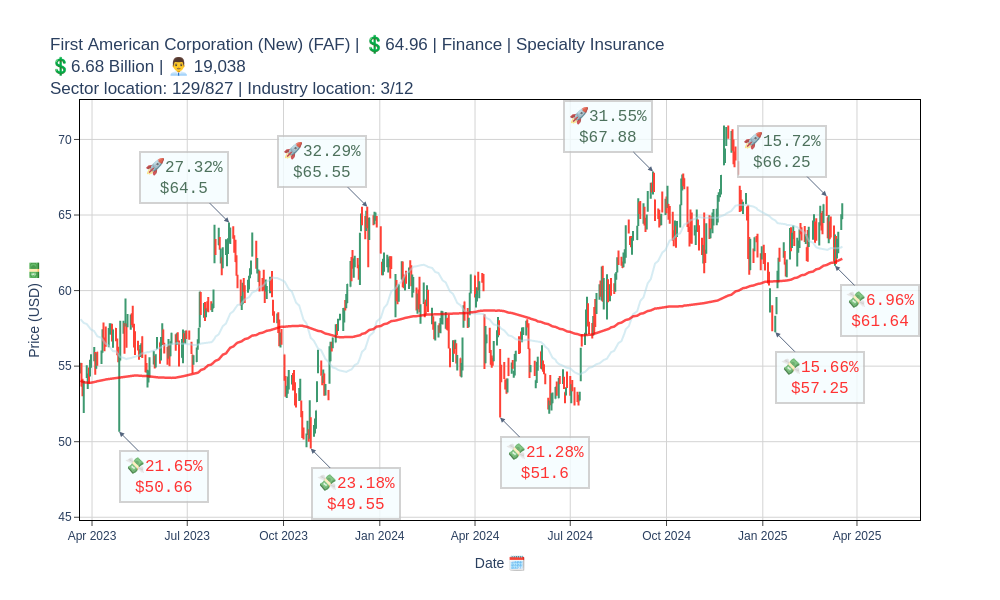 First American Corporation (New) (FAF) | 💲64.96 | Finance | Specialty Insurance
💲6.68 Billion | 👨‍💼 19,038
Sector location: 129/827 | Industry location: 3/12
🚀31.55%
$67.88
🚀15.72%
$66.25
🚀32.29%
$65.55
🚀27.32%
$64.5
70
65
60
55
50
45
Price (USD) 💵
💸6.96%
$61.64
💸15.66%
$57.25
💸21.28%
$51.6
💸21.65%
$50.66
💸23.18%
$49.55
Apr 2023
Jul 2023
Oct 2023
Jan 2024
Apr 2024
Jul 2024
Oct 2024
Jan 2025
Apr 2025
Date 🗓️